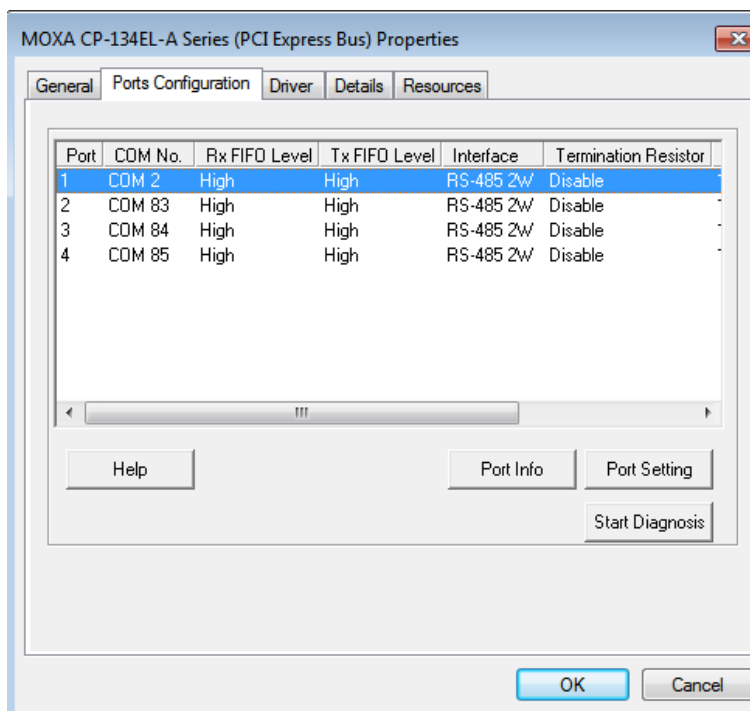 MOXA CP-134EL-A Series (PCI Express Bus) Properties
General Ports Configuration Driver Details Resources
Port COM No. Rx FIFO Level Tx FIFO Level Interface Termination Resistor
1 COM 2 High High RS-485 2W Disable
2 COM 83 High High RS-485 2W Disable
3 COM 84 High High RS-485 2W Disable
4 COM 85 High High RS-485 2W Disable
Help Port Info Port Setting
Start Diagnosis
OK Cancel